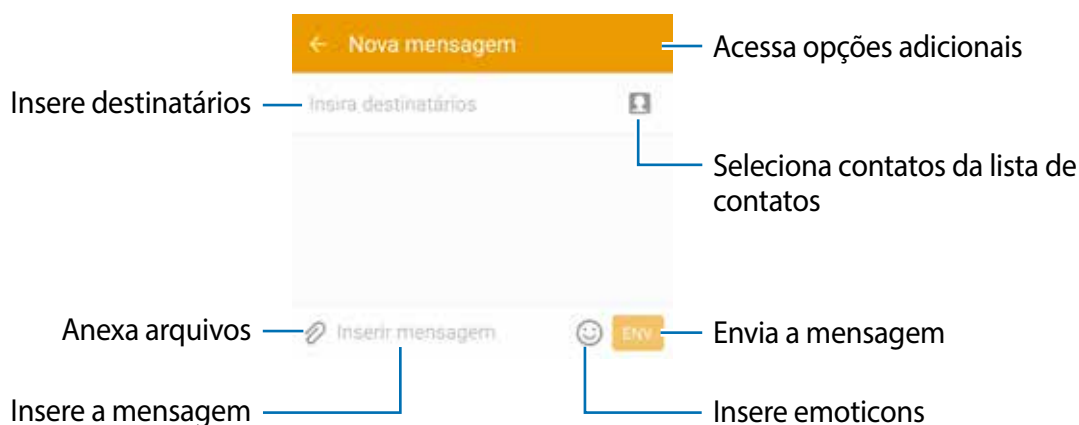 Nova mensagem
Acessa opções adicionais
Insere destinatários
Insira destinatários
Seleciona contatos da lista de
contatos
Anexa arquivos
Inserir mensagem
ENV
Envia a mensagem
Insere a mensagem
Insere emoticons